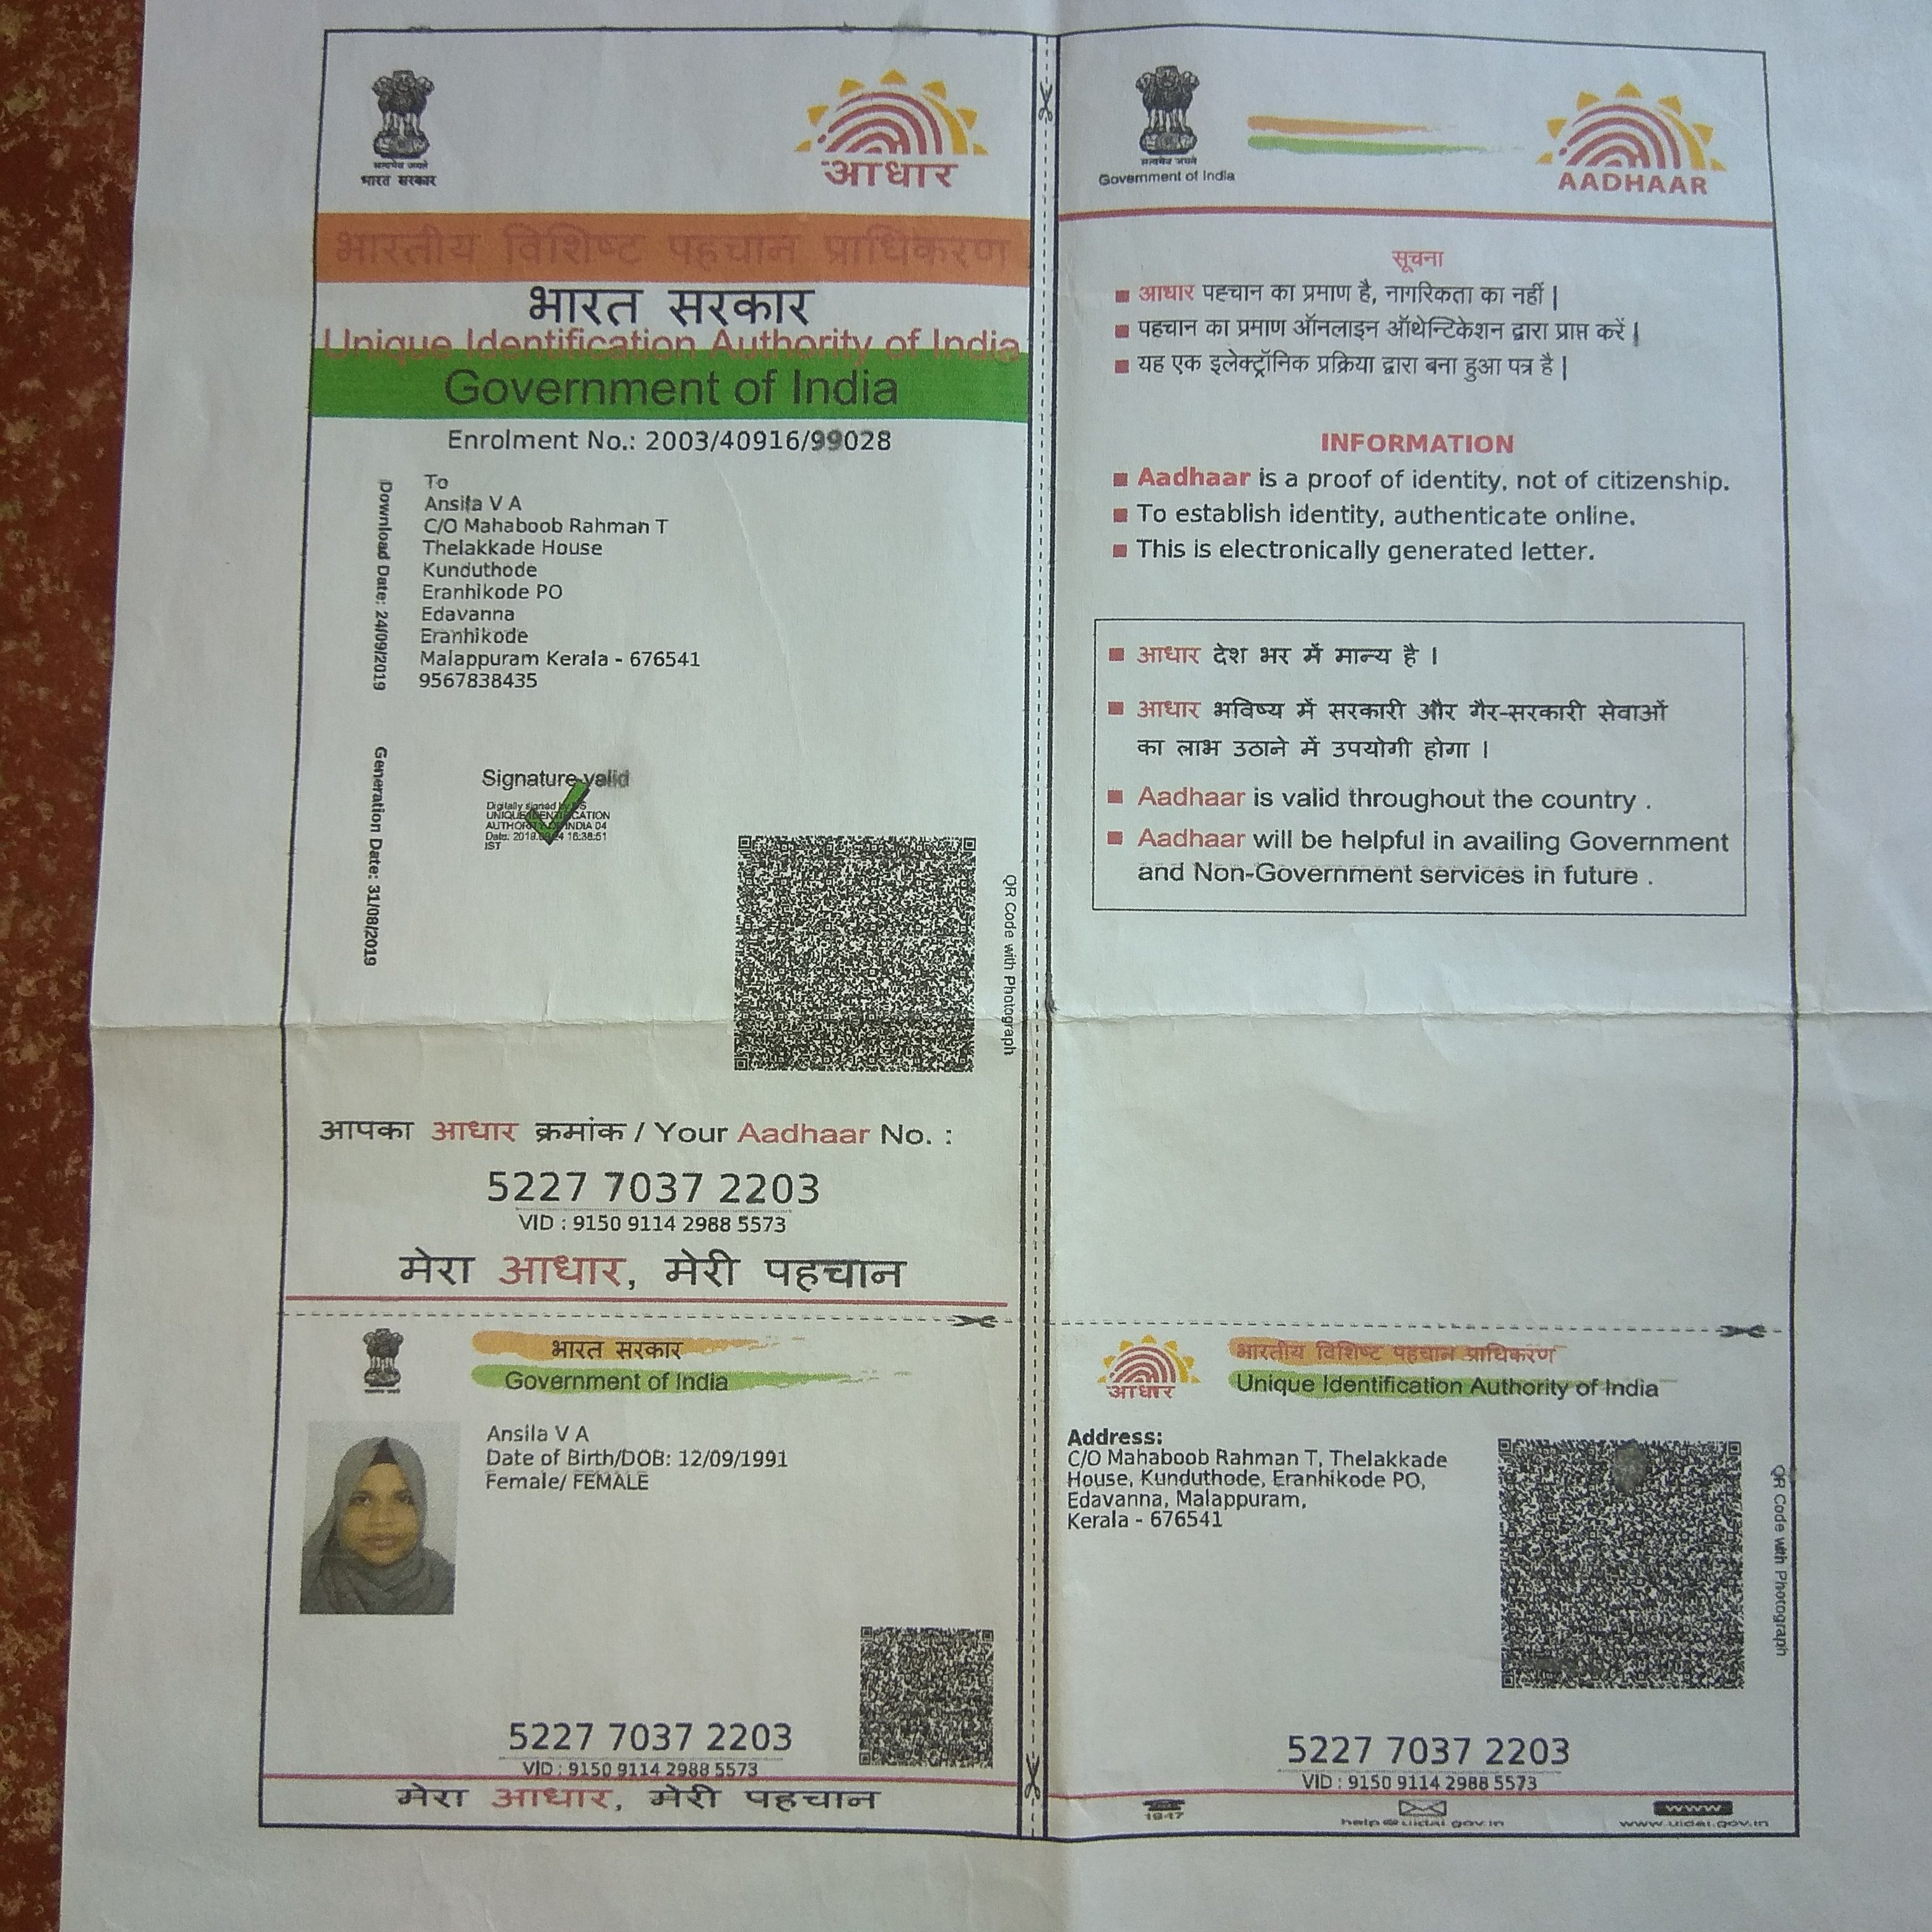 सत्यमेव जयते
भारत सरकार
आधार
भारतीय विशिष्ट पहचान प्राधिकरण
भारत सरकार
Unique Identification Authority of India
Government of India
Enrolment No.: 2003/40916/99028
To
Ansila V A
C/O Mahaboob Rahman T
Thelakkade House
Kunduthode
Eranhikode PO
Edavanna
Eranhikode
Malappuram Kerala - 676541
9567838435
Download Date: 24/09/2019
Generation Date: 31/08/2019
Signature valid
Digitally signed by DS
UNIQUE IDENTIFICATION
AUTHORITY OF INDIA 04
Date: 2019.09.24 16:38:51
IST
QR Code with Photograph
आपका आधार क्रमांक / Your Aadhaar No. :
5227 7037 2203
VID : 9150 9114 2988 5573
मेरा आधार, मेरी पहचान
सत्यमेव जयते
Government of India
AADHAAR
सूचना
आधार पहचान का प्रमाण है, नागरिकता का नहीं |
पहचान का प्रमाण ऑनलाइन ऑथेन्टिकेशन द्वारा प्राप्त करें |
यह एक इलेक्ट्रॉनिक प्रक्रिया द्वारा बना हुआ पत्र है |
INFORMATION
Aadhaar is a proof of identity, not of citizenship.
To establish identity, authenticate online.
This is electronically generated letter.
आधार देश भर में मान्य है ।
आधार भविष्य में सरकारी और गैर-सरकारी सेवाओं
का लाभ उठाने में उपयोगी होगा ।
Aadhaar is valid throughout the country .
Aadhaar will be helpful in availing Government
and Non-Government services in future .
भारत सरकार
Government of India
Ansila V A
Date of Birth/DOB: 12/09/1991
Female/ FEMALE
5227 7037 2203
VID : 9150 9114 2988 5573
मेरा आधार, मेरी पहचान
आधार
भारतीय विशिष्ट पहचान प्राधिकरण
Unique Identification Authority of India
Address:
C/O Mahaboob Rahman T, Thelakkade
House, Kunduthode, Eranhikode PO,
Edavanna, Malappuram,
Kerala - 676541
QR Code with Photograph
5227 7037 2203
VID : 9150 9114 2988 5573
1947
help@uidai.gov.in
www
www.uidai.gov.in